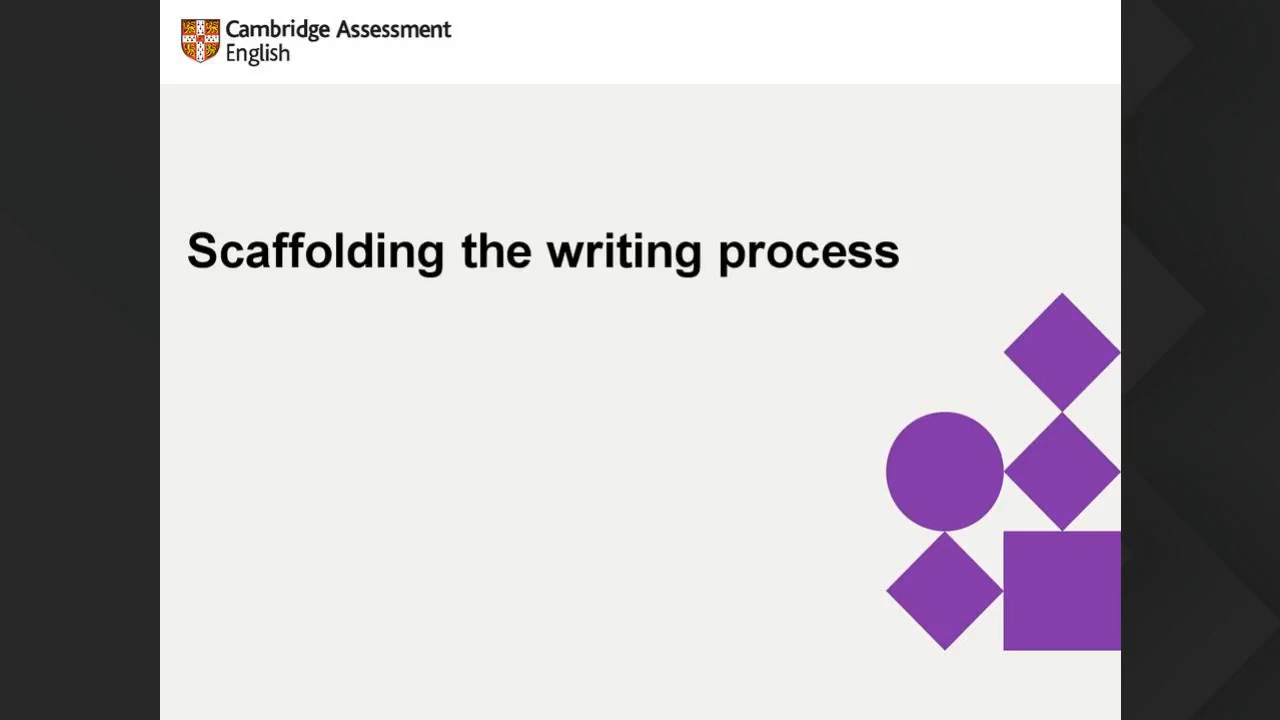 Cambridge Assessment
English
Scaffolding the writing process